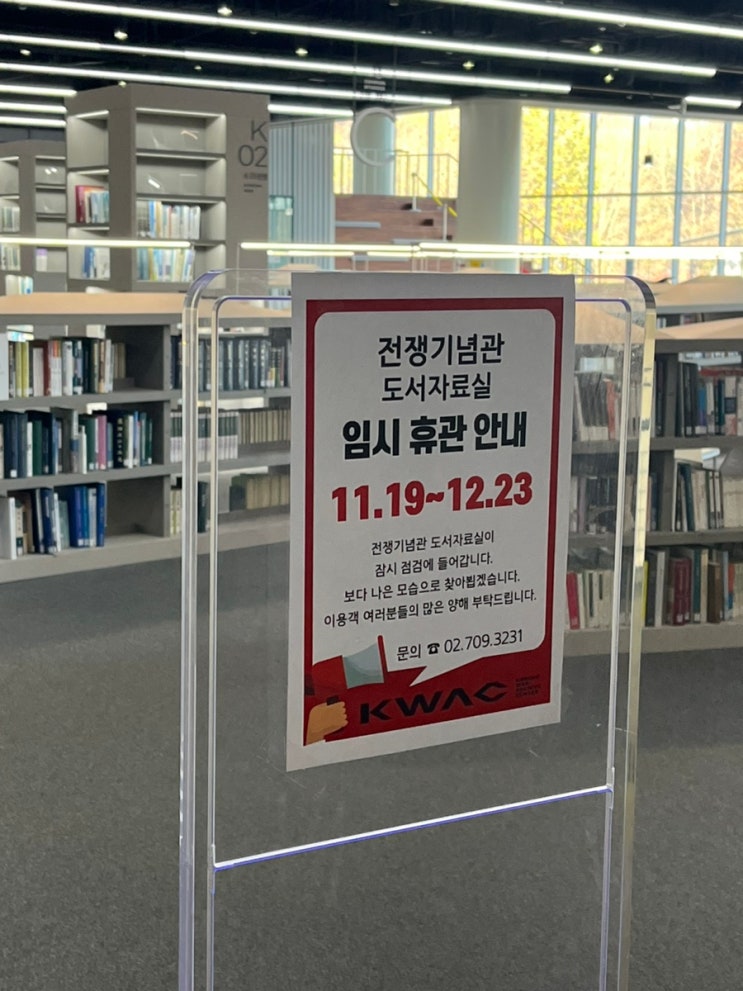 K
02
전쟁기념관
도서자료실
임시 휴관 안내
11.19~12.23
전쟁기념관 도서자료실이
잠시 점검에 들어갑니다.
보다 나은 모습으로 찾아뵙겠습니다.
이용객 여러분들의 많은 양해 부탁드립니다.
문의 ☎ 02.709.3231
KWAC